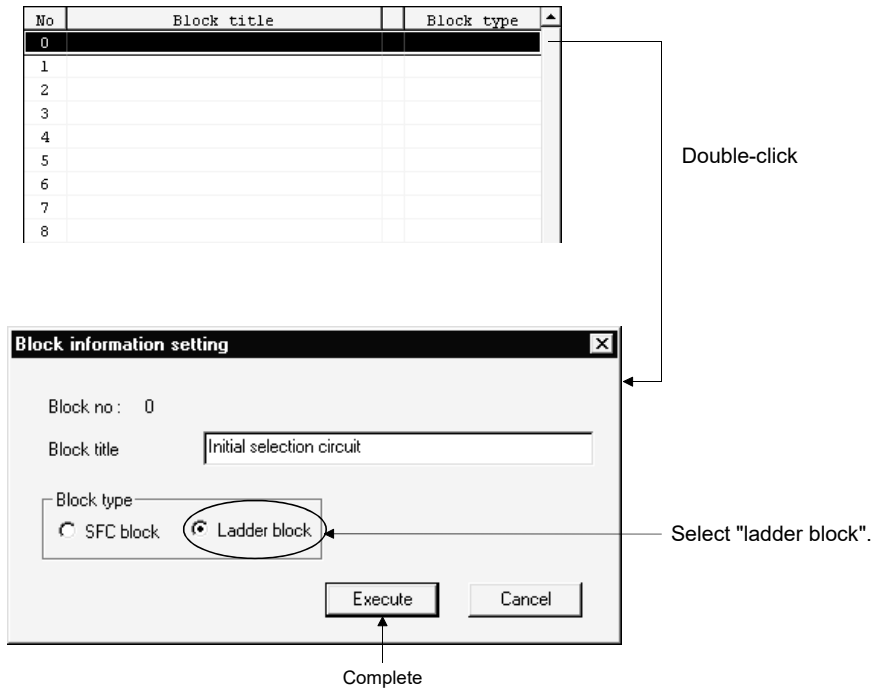 No Block title Block type
0
1
2
3
4
5
6
7
8
Double-click
Block information setting
Block no : 0
Block title Initial selection circuit
Block type
SFC block Ladder block
Select "ladder block".
Execute Cancel
Complete